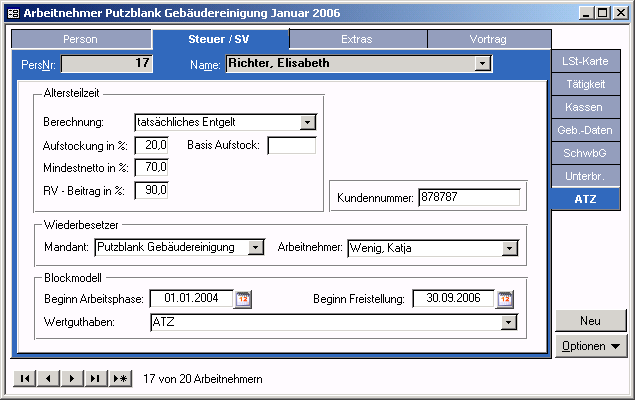 Arbeitnehmer Putzblank Gebäudereinigung Januar 2006
Person Steuer / SV Extras Vortrag
PersNr: 17 Name: Richter, Elisabeth
LSt-Karte
Tätigkeit
Kassen
Geb.-Daten
SchwbG
Unterbr.
ATZ
Altersteilzeit
Berechnung: tatsächliches Entgelt
Aufstockung in %: 20,0 Basis Aufstock:
Mindestnetto in %: 70,0
RV - Beitrag in %: 90,0
Kundennummer: 878787
Wiederbesetzer
Mandant: Putzblank Gebäudereinigung Arbeitnehmer: Wenig, Katja
Blockmodell
Beginn Arbeitsphase: 01.01.2004 12 Beginn Freistellung: 30.09.2006 12
Wertguthaben: ATZ
Neu
Optionen
17 von 20 Arbeitnehmern